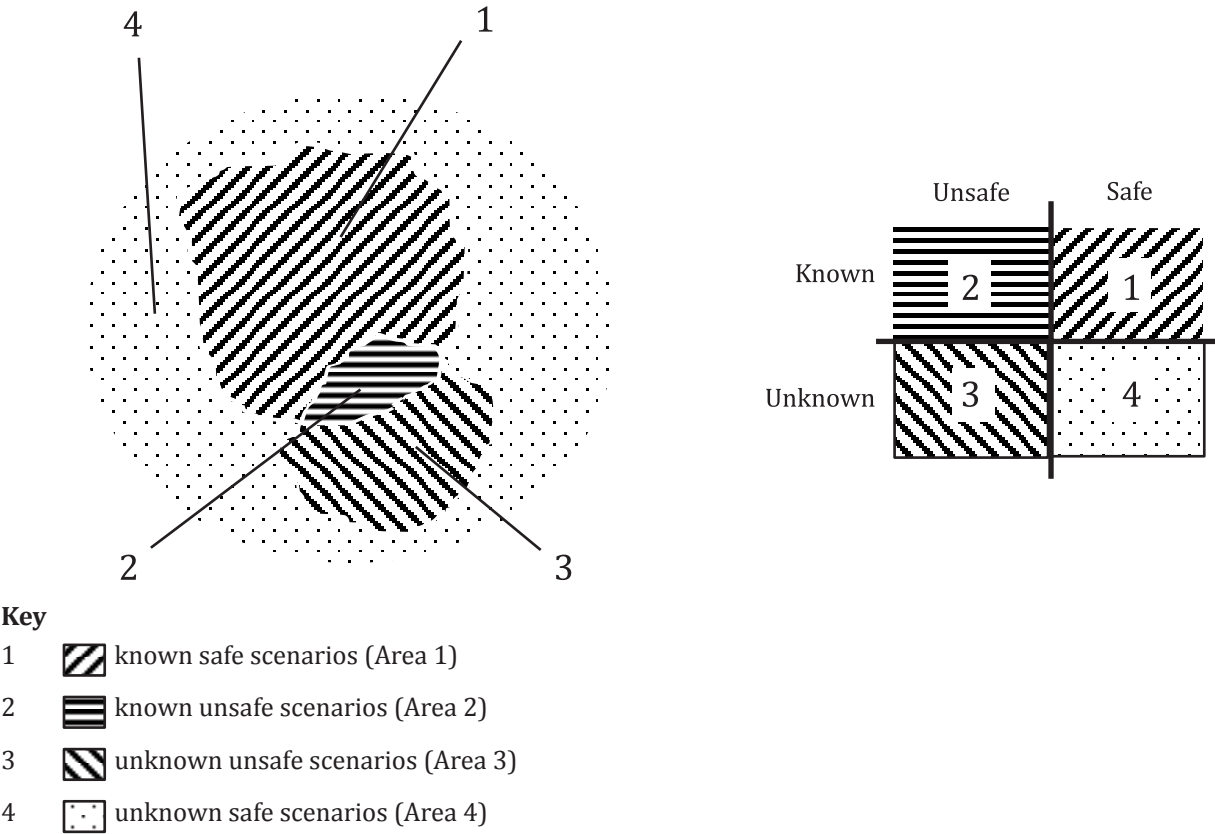 4
1
2
3
Unsafe Safe
Known 2 1
Unknown 3 4
Key
1 known safe scenarios (Area 1)
2 known unsafe scenarios (Area 2)
3 unknown unsafe scenarios (Area 3)
4 unknown safe scenarios (Area 4)